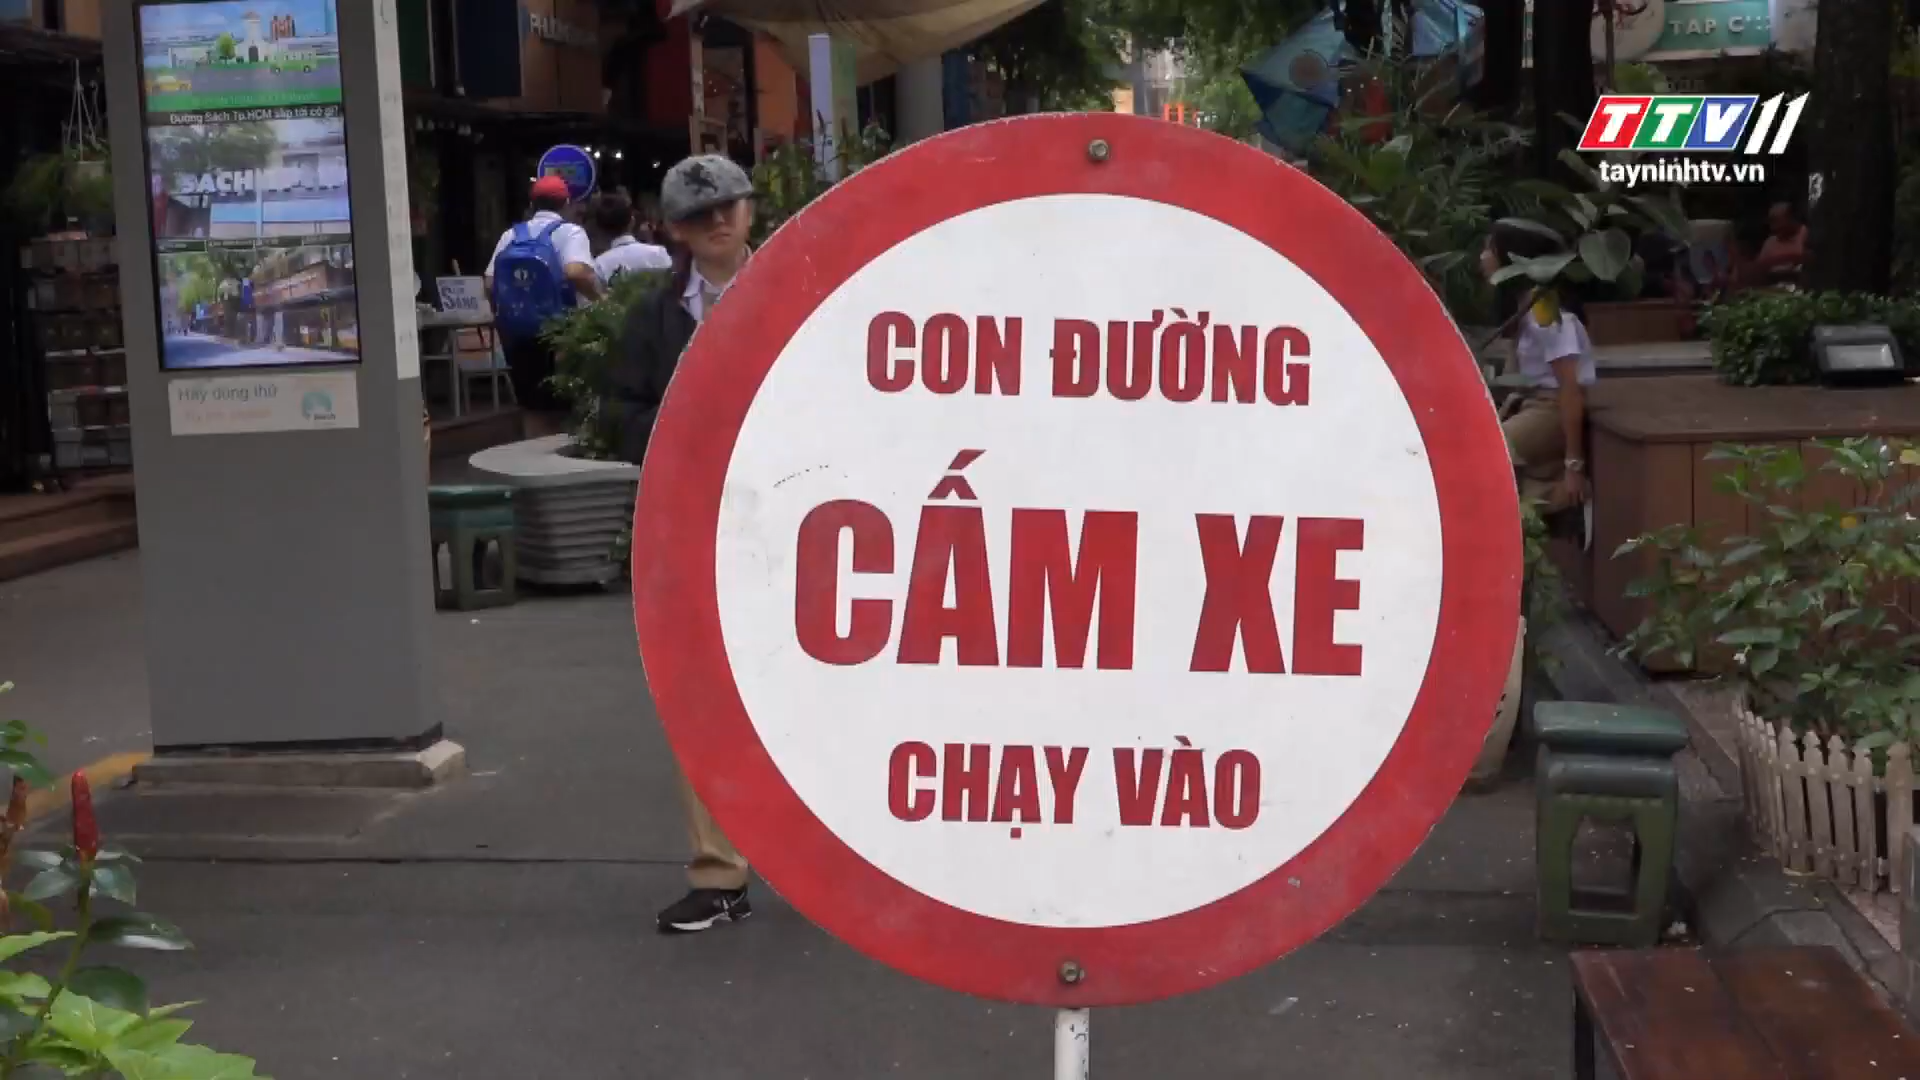 TTV11
tayninhtv.vn
TAP C
Đường Sách Tp.HCM sắp tới có gì?
SÁCH
Hãy dùng thử
CON ĐƯỜNG
CẤM XE
CHẠY VÀO